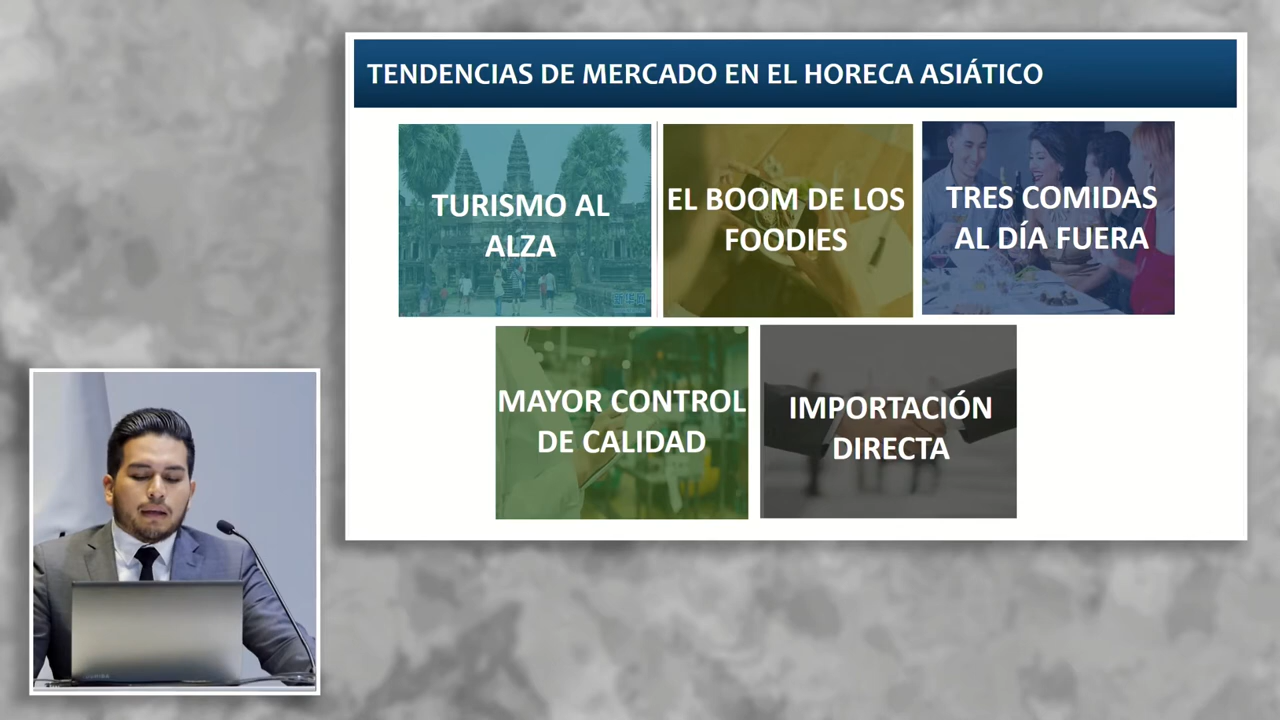 TENDENCIAS DE MERCADO EN EL HORECA ASIÁTICO
TURISMO AL
ALZA
EL BOOM DE LOS
FOODIES
TRES COMIDAS
AL DÍA FUERA
MAYOR CONTROL
DE CALIDAD
IMPORTACIÓN
DIRECTA